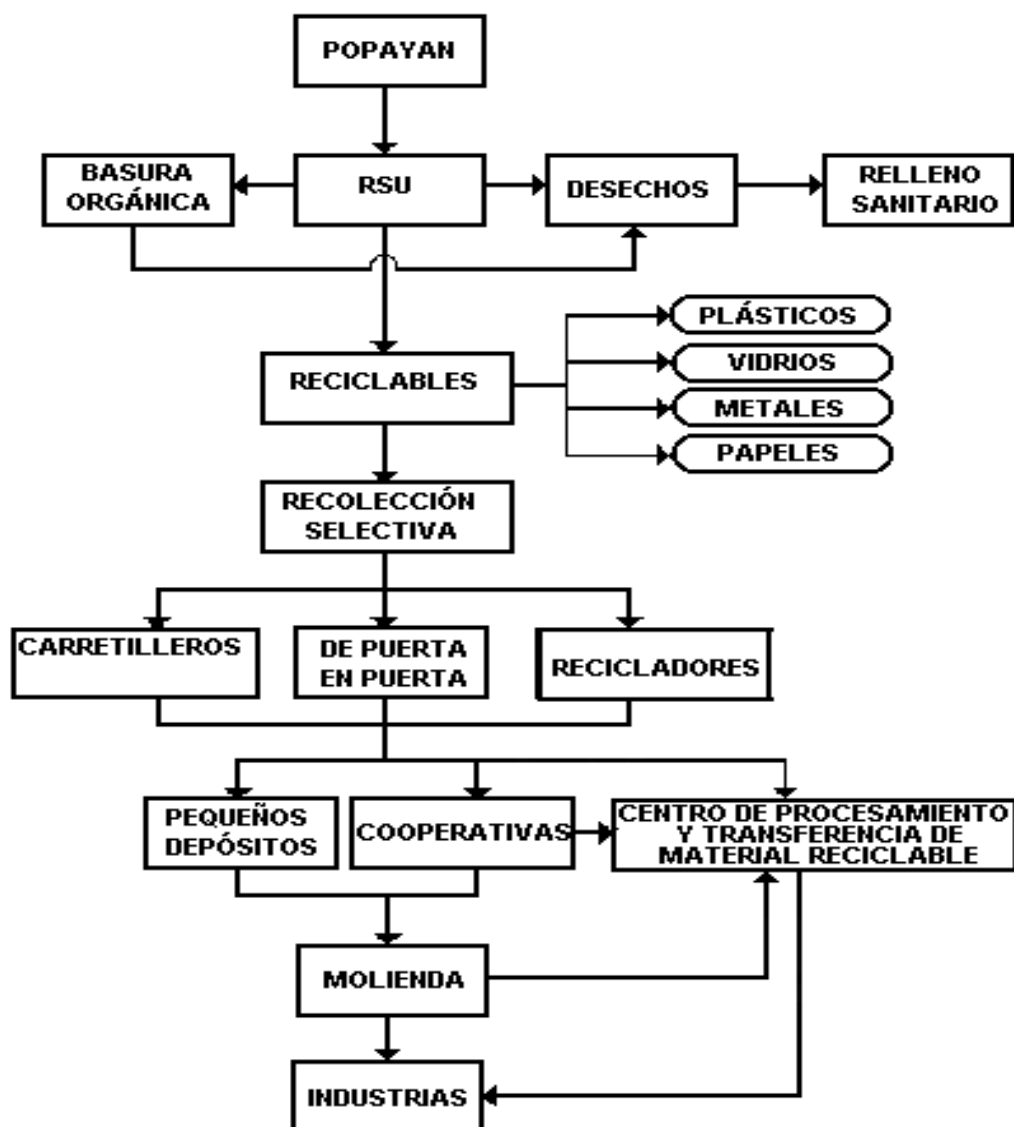 POPAYAN
BASURA
ORGÁNICA
RSU
DESECHOS
RELLENO
SANITARIO
PLÁSTICOS
VIDRIOS
METALES
PAPELES
RECICLABLES
RECOLECCIÓN
SELECTIVA
CARRETILLEROS
DE PUERTA
EN PUERTA
RECICLADORES
PEQUEÑOS
DEPÓSITOS
COOPERATIVAS
CENTRO DE PROCESAMIENTO
Y TRANSFERENCIA DE
MATERIAL RECICLABLE
MOLIENDA
INDUSTRIAS